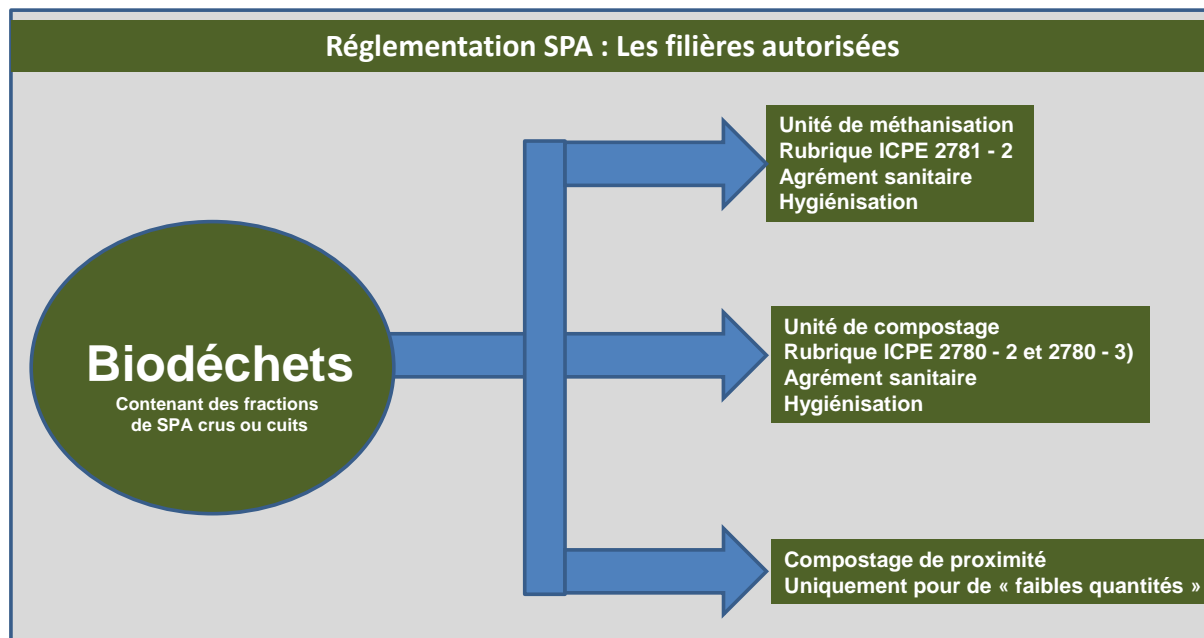 Réglementation SPA : Les filières autorisées
Unité de méthanisation
Rubrique ICPE 2781 - 2
Agrément sanitaire
Hygiénisation
Biodéchets
Contenant des fractions
de SPA crus ou cuits
Unité de compostage
Rubrique ICPE 2780 - 2 et 2780 - 3)
Agrément sanitaire
Hygiénisation
Compostage de proximité
Uniquement pour de « faibles quantités »